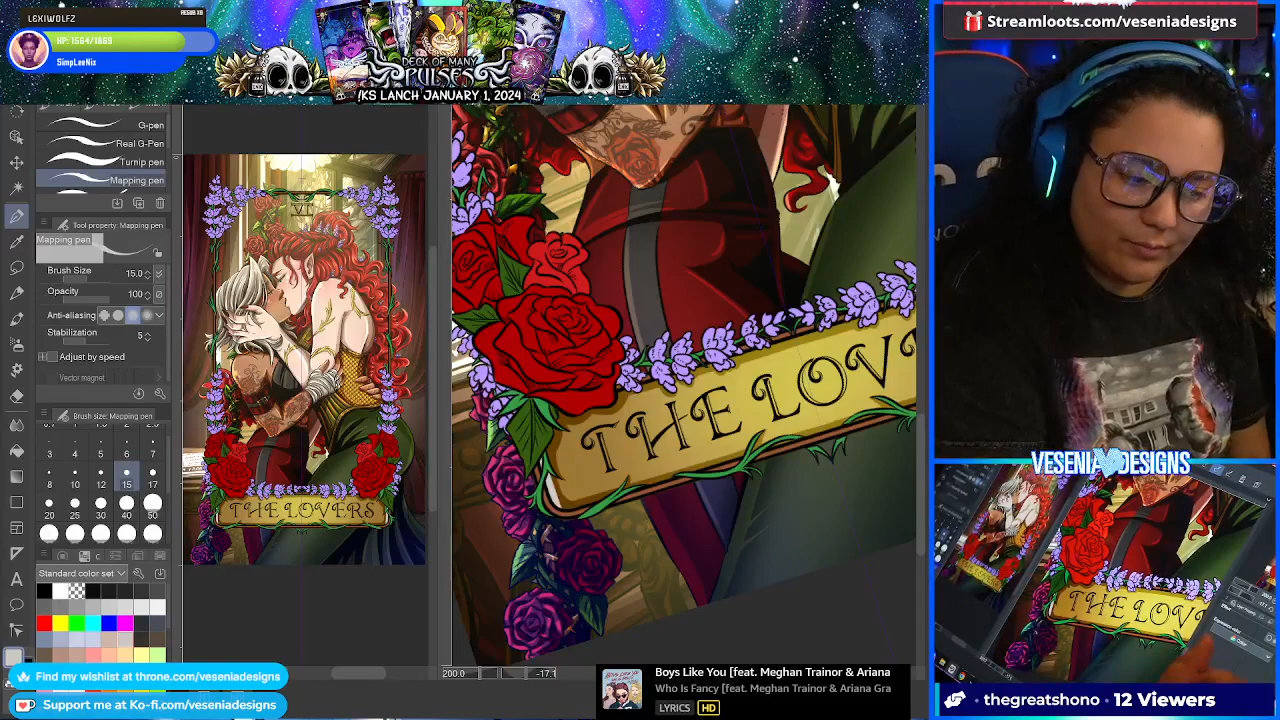 LEXIWOLFZ
HP: 1564/1869
SimpLeeNix
DECK OF MANY
PULSES
!KS LANCH JANUARY 1, 2024
Streamloots.com/veseniadesigns
G-pen
Real G-Pen
Turnip pen
Mapping pen
Tool property: Mapping pen
Mapping pen
Brush Size 15.0
Opacity 100
Anti-aliasing
Stabilization 5
Adjust by speed
Vector magnet
Brush size: Mapping pen
3 4 5 6 7
8 10 12 15 17
20 25 30 40 50
Standard color set
VI
THE LOVERS
THE LOV
200.0 -17.1
VESENIA DESIGNS
THE LOV
Find my wishlist at throne.com/veseniadesigns
Support me at Ko-fi.com/veseniadesigns
Boys Like You [feat. Meghan Trainor & Ariana
Who Is Fancy [feat. Meghan Trainor & Ariana Gra
LYRICS HD
thegreatshono 12 Viewers